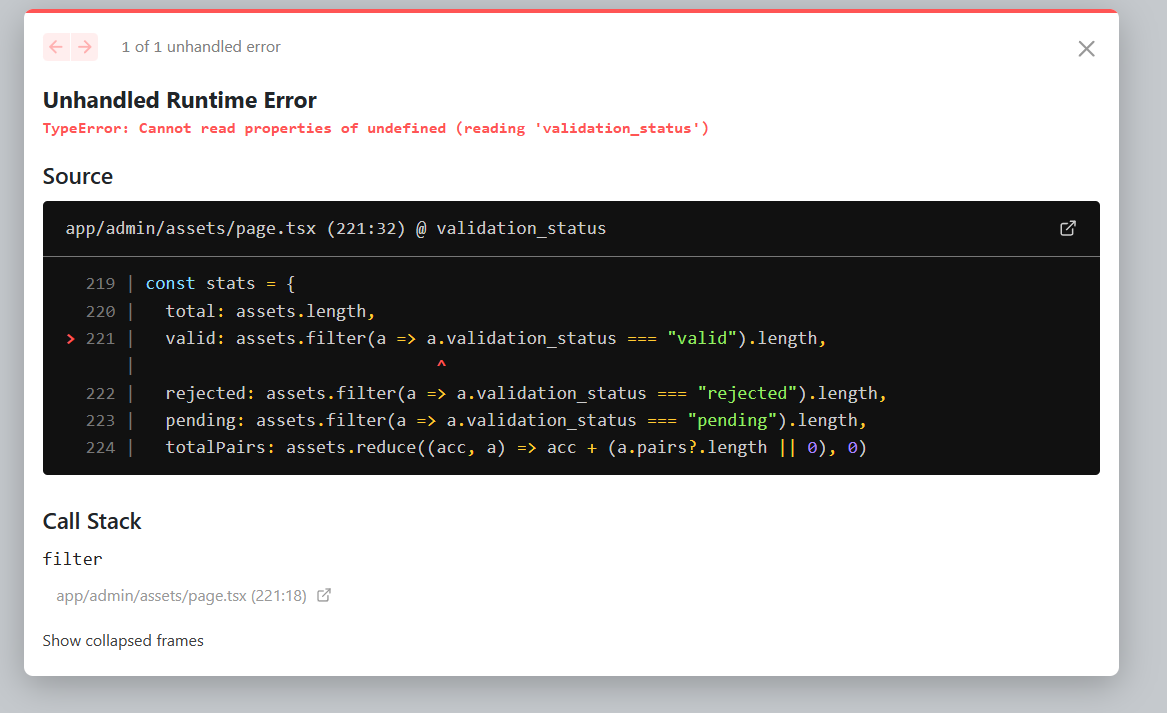 1 of 1 unhandled error
Unhandled Runtime Error
TypeError: Cannot read properties of undefined (reading 'validation_status')
Source
app/admin/assets/page.tsx (221:32) @ validation_status
219 | const stats = {
220 |   total: assets.length,
> 221 |   valid: assets.filter(a => a.validation_status === "valid").length,
|                              ^
222 |   rejected: assets.filter(a => a.validation_status === "rejected").length,
223 |   pending: assets.filter(a => a.validation_status === "pending").length,
224 |   totalPairs: assets.reduce((acc, a) => acc + (a.pairs?.length || 0), 0)
Call Stack
filter
app/admin/assets/page.tsx (221:18)
Show collapsed frames